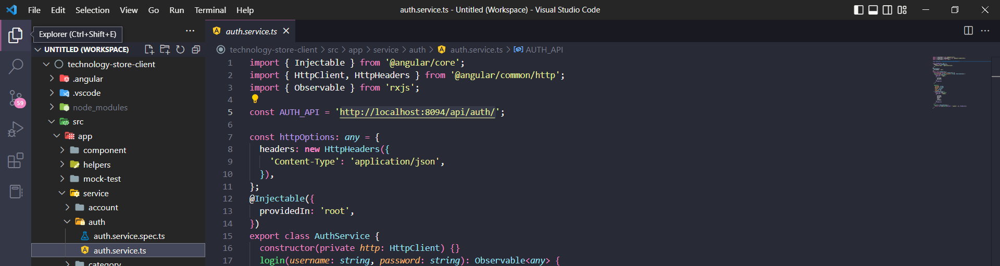 File Edit Selection View Go Run Terminal Help
auth.service.ts - Untitled (Workspace) - Visual Studio Code
Explorer (Ctrl+Shift+E)
UNTITLED (WORKSPACE)
technology-store-client
.angular
.vscode
node_modules
src
app
component
helpers
mock-test
service
account
auth
auth.service.spec.ts
auth.service.ts
category
59
auth.service.ts
technology-store-client > src > app > service > auth > auth.service.ts > AUTH_API
1 import { Injectable } from '@angular/core';
2 import { HttpClient, HttpHeaders } from '@angular/common/http';
3 import { Observable } from 'rxjs';
4
5 const AUTH_API = 'http://localhost:8094/api/auth/';
6
7 const httpOptions: any = {
8 headers: new HttpHeaders({
9 'Content-Type': 'application/json',
10 }),
11 };
12 @Injectable({
13 providedIn: 'root',
14 })
15 export class AuthService {
16 constructor(private http: HttpClient) {}
17 login(username: string, password: string): Observable<any> {